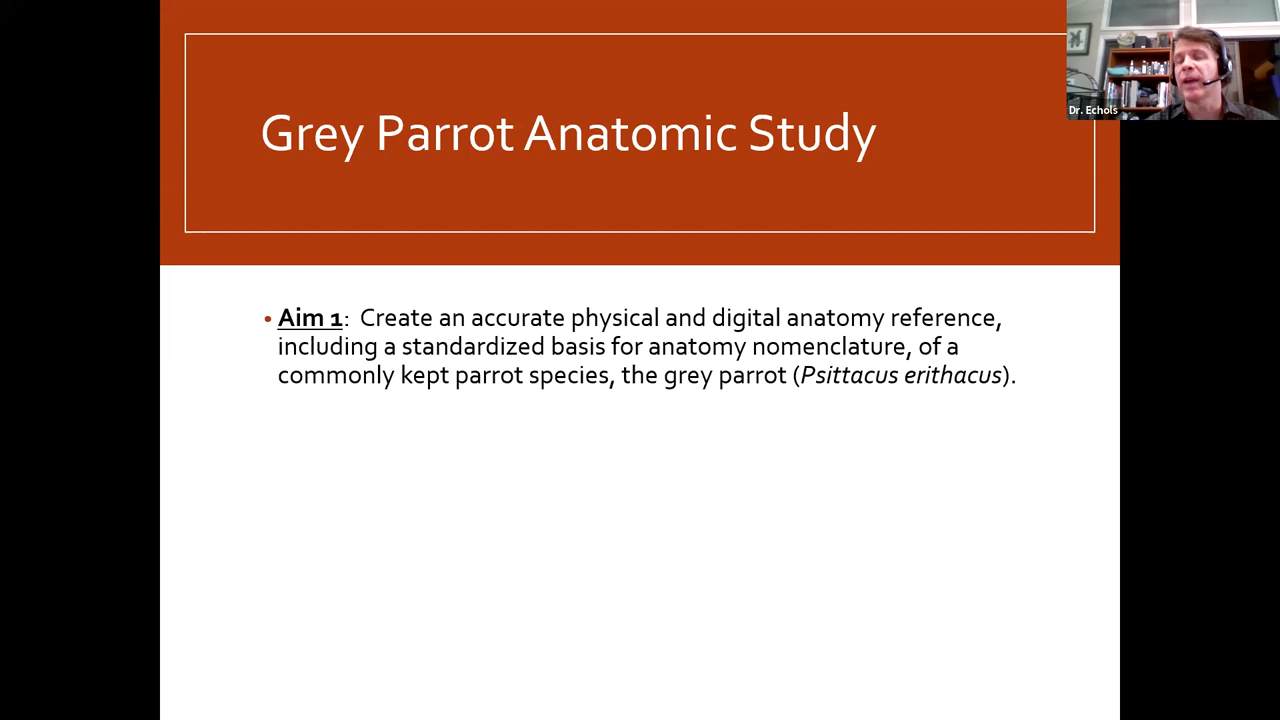 Grey Parrot Anatomic Study
Dr. Echols
• Aim 1: Create an accurate physical and digital anatomy reference,
including a standardized basis for anatomy nomenclature, of a
commonly kept parrot species, the grey parrot (Psittacus erithacus).